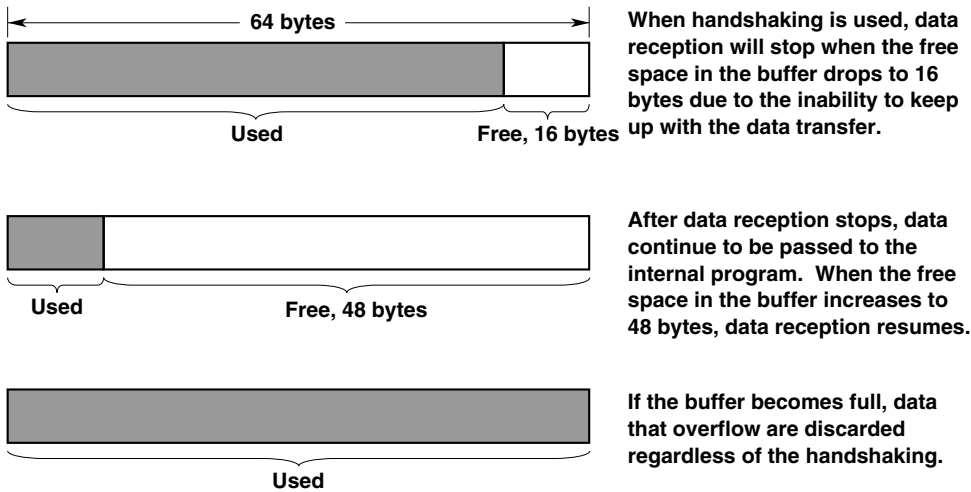 64 bytes
Used
Free, 16 bytes
When handshaking is used, data
reception will stop when the free
space in the buffer drops to 16
bytes due to the inability to keep
up with the data transfer.
Used
Free, 48 bytes
After data reception stops, data
continue to be passed to the
internal program.  When the free
space in the buffer increases to
48 bytes, data reception resumes.
Used
If the buffer becomes full, data
that overflow are discarded
regardless of the handshaking.